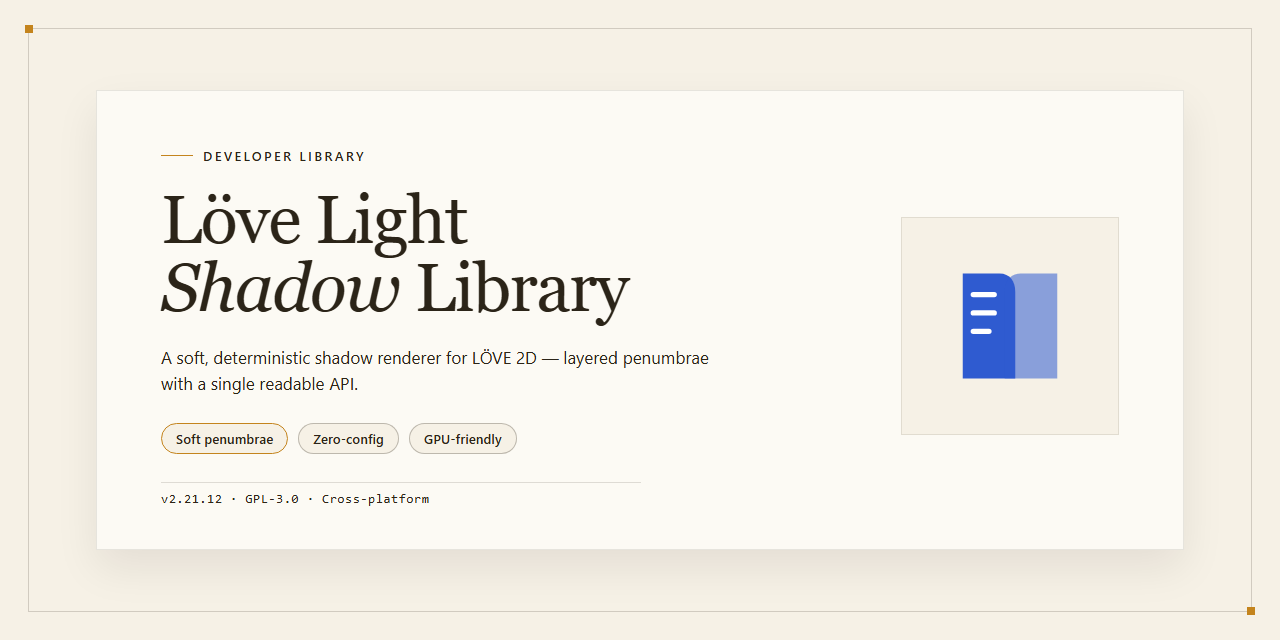 DEVELOPER LIBRARY
Löve Light
Shadow Library
A soft, deterministic shadow renderer for LÖVE 2D — layered penumbrae
with a single readable API.
Soft penumbrae Zero-config GPU-friendly
v2.21.12 · GPL-3.0 · Cross-platform